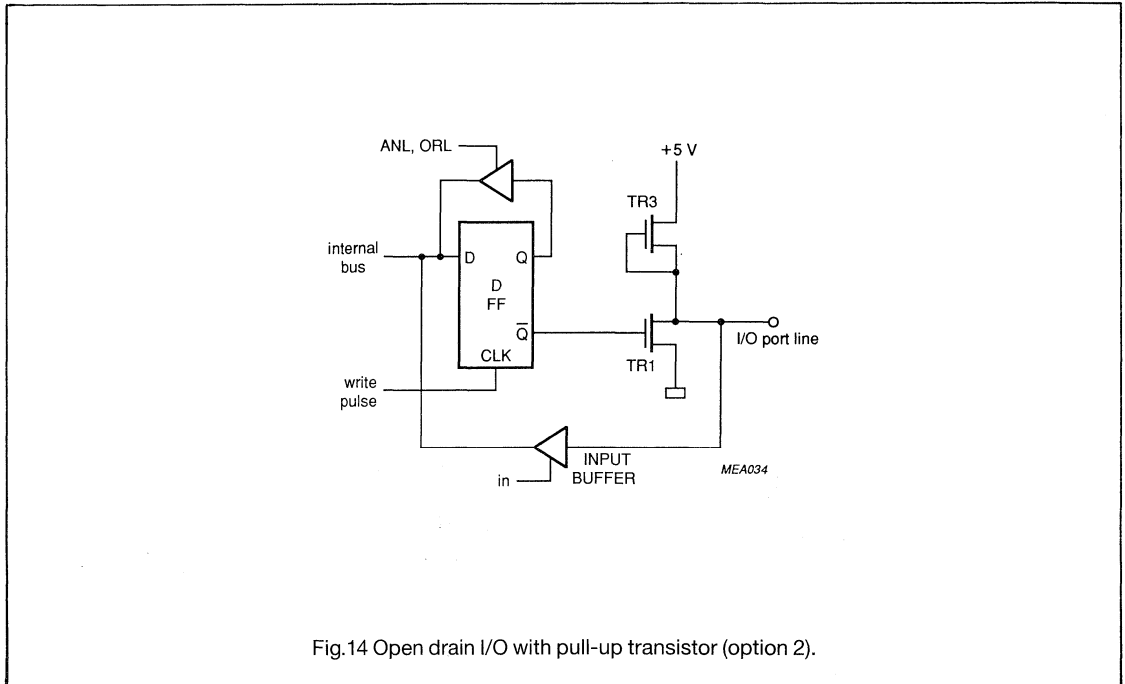 ANL, ORL
+5 V
TR3
internal
bus
D
Q
D
FF
Q̅
CLK
I/O port line
TR1
write
pulse
INPUT
BUFFER
in
MEA034
Fig.14 Open drain I/O with pull-up transistor (option 2).